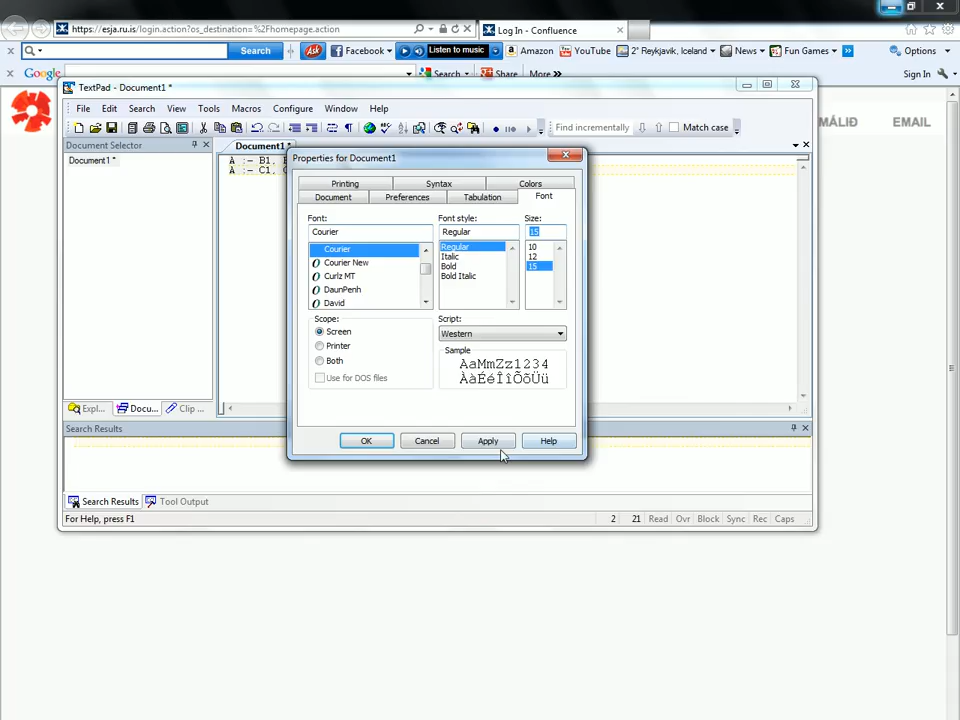 https://esja.ru.is/login.action?os_destination=%2Fhomepage.action
Log In - Confluence
Search
Ask
Facebook
Listen to music
Amazon
YouTube
2° Reykjavik, Iceland
News
Fun Games
Options
Google
Search
Share
More »
Sign In
MÁLIÐ
EMAIL
TextPad - Document1 *
File Edit Search View Tools Macros Configure Window Help
Find incrementally
Match case
Document Selector
Document1 *
Document1 *
A :- B1,
A :- C1,
Properties for Document1
Printing
Syntax
Colors
Document
Preferences
Tabulation
Font
Font:
Font style:
Size:
Courier
Regular
15
Courier
Courier New
Curlz MT
DaunPenh
David
Regular
Italic
Bold
Bold Italic
10
12
15
Scope:
Screen
Printer
Both
Use for DOS files
Script:
Western
Sample
AaMmZz1234
ÀàÉéÎîÕõÜü
OK
Cancel
Apply
Help
Expl...
Docu...
Clip ...
Search Results
Search Results
Tool Output
For Help, press F1
2
21
Read
Ovr
Block
Sync
Rec
Caps